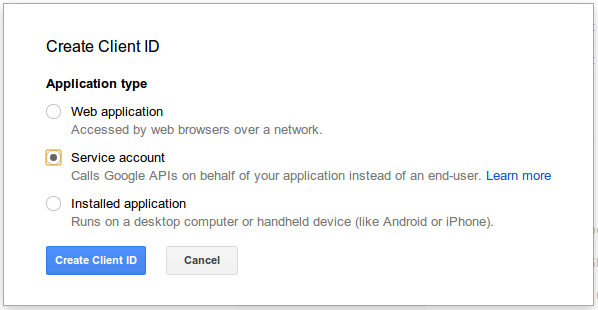 Create Client ID
Application type
Web application
Accessed by web browsers over a network.
Service account
Calls Google APIs on behalf of your application instead of an end-user. Learn more
Installed application
Runs on a desktop computer or handheld device (like Android or iPhone).
Create Client ID
Cancel